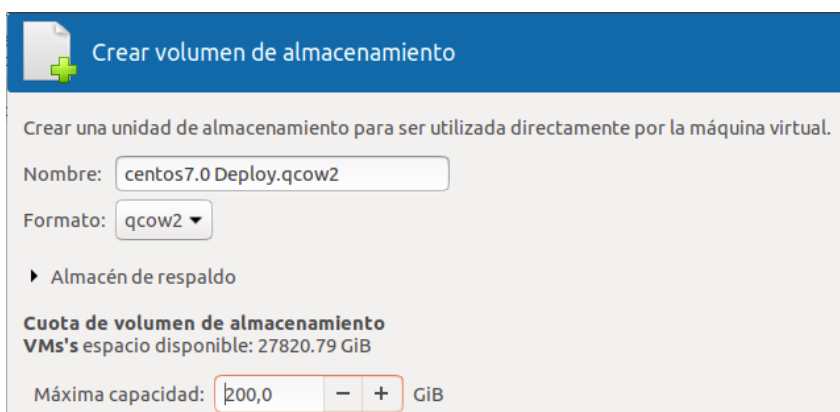 Crear volumen de almacenamiento
Crear una unidad de almacenamiento para ser utilizada directamente por la máquina virtual.
Nombre: centos7.0 Deploy.qcow2
Formato: qcow2
Almacén de respaldo
Cuota de volumen de almacenamiento
VMs's espacio disponible: 27820.79 GiB
Máxima capacidad: 200,0 − + GiB